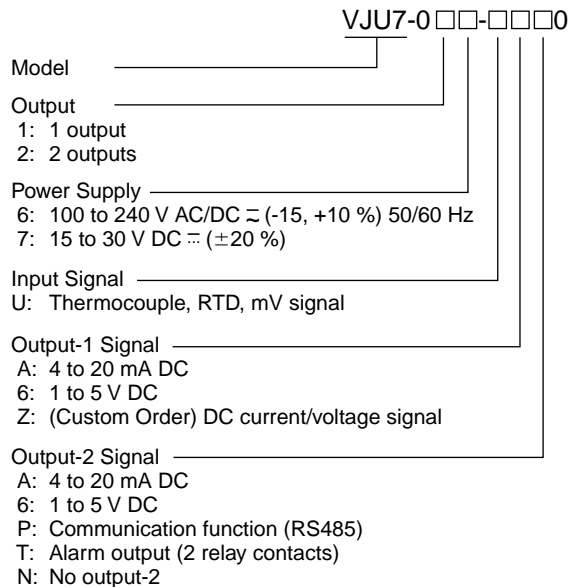 VJU7-0□□-□□□0
Model
Output
1: 1 output
2: 2 outputs
Power Supply
6: 100 to 240 V AC/DC ⎓ (-15, +10 %) 50/60 Hz
7: 15 to 30 V DC ⎓ (±20 %)
Input Signal
U: Thermocouple, RTD, mV signal
Output-1 Signal
A: 4 to 20 mA DC
6: 1 to 5 V DC
Z: (Custom Order) DC current/voltage signal
Output-2 Signal
A: 4 to 20 mA DC
6: 1 to 5 V DC
P: Communication function (RS485)
T: Alarm output (2 relay contacts)
N: No output-2